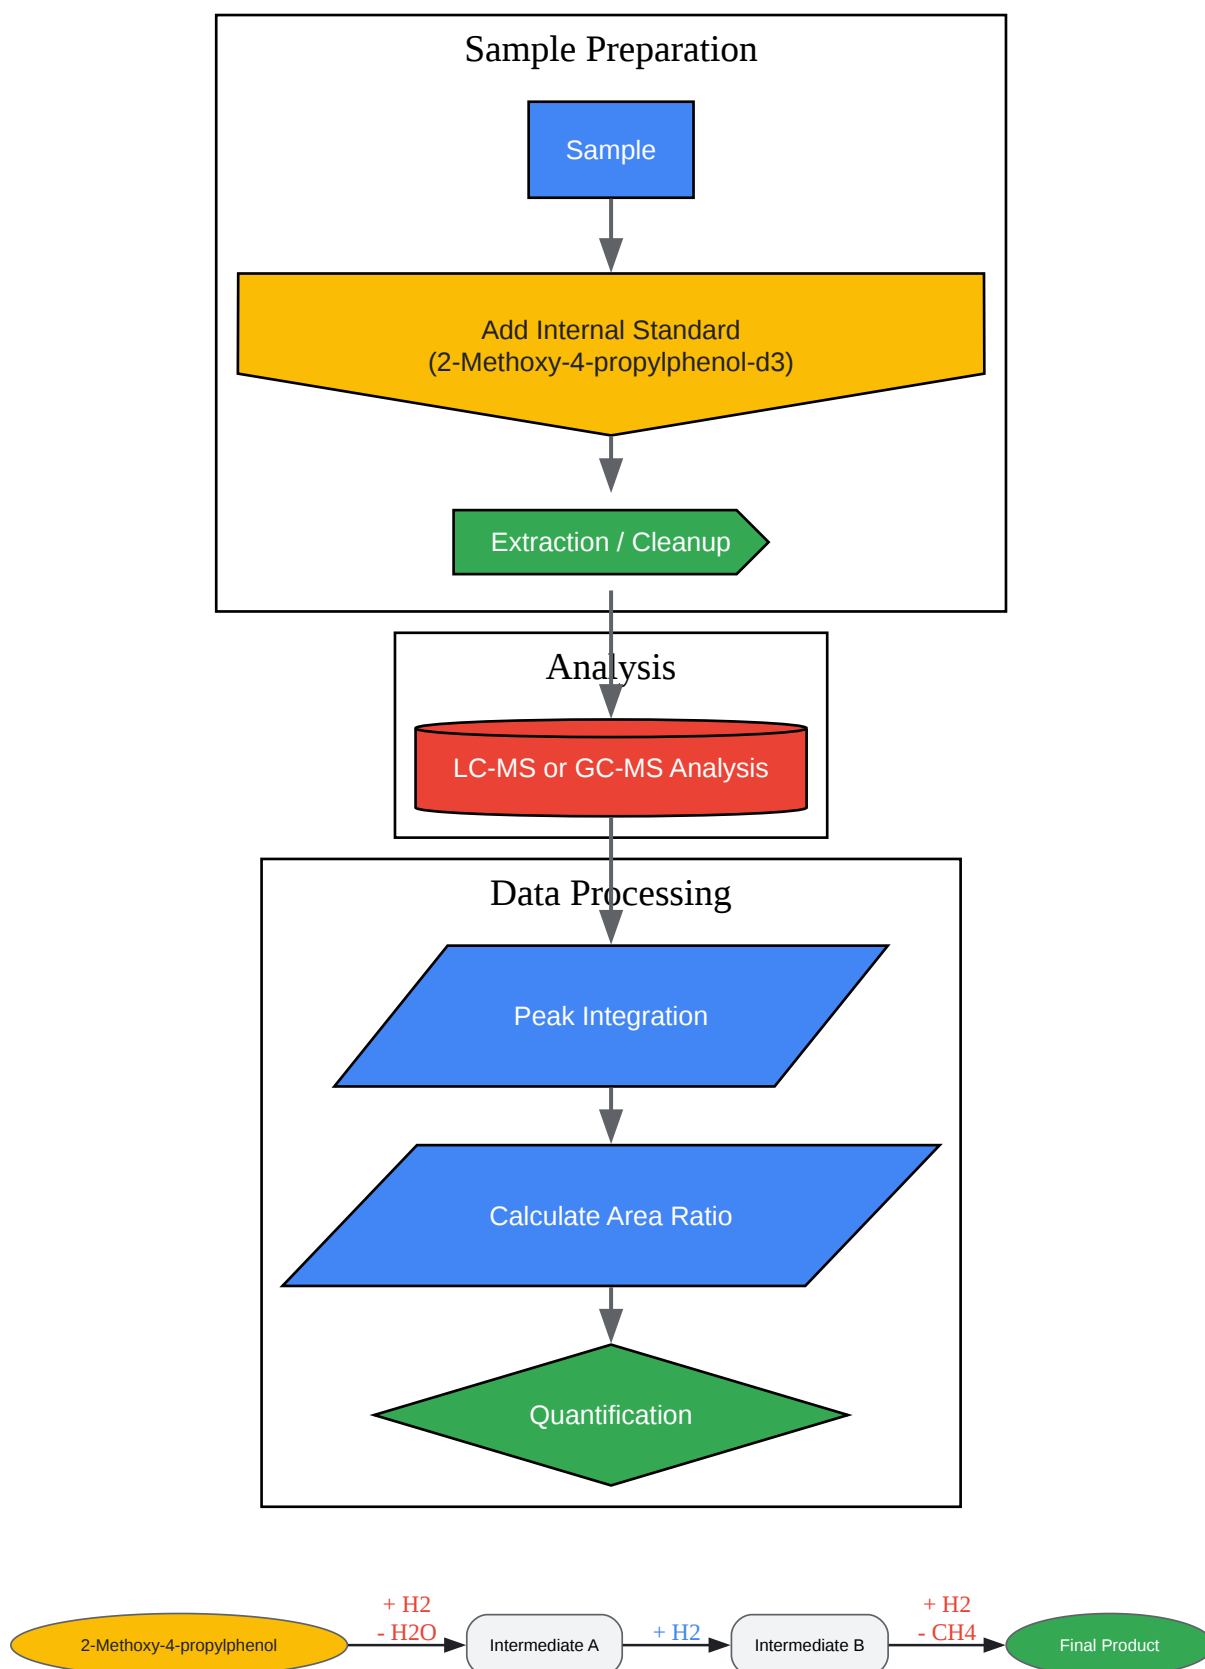 Sample Preparation
Sample
Add Internal Standard
(2-Methoxy-4-propylphenol-d3)
Extraction / Cleanup
Analysis
LC-MS or GC-MS Analysis
Data Processing
Peak Integration
Calculate Area Ratio
Quantification
2-Methoxy-4-propylphenol
+ H2
- H2O
Intermediate A
+ H2
Intermediate B
+ H2
- CH4
Final Product